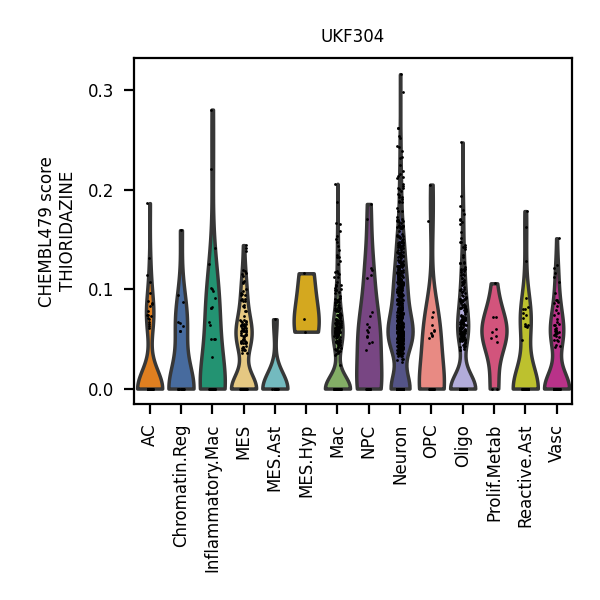 UKF304
CHEMBL479 score
THIORIDAZINE
0.3
0.2
0.1
0.0
AC
Chromatin.Reg
Inflammatory.Mac
MES
MES.Ast
MES.Hyp
Mac
NPC
Neuron
OPC
Oligo
Prolif.Metab
Reactive.Ast
Vasc